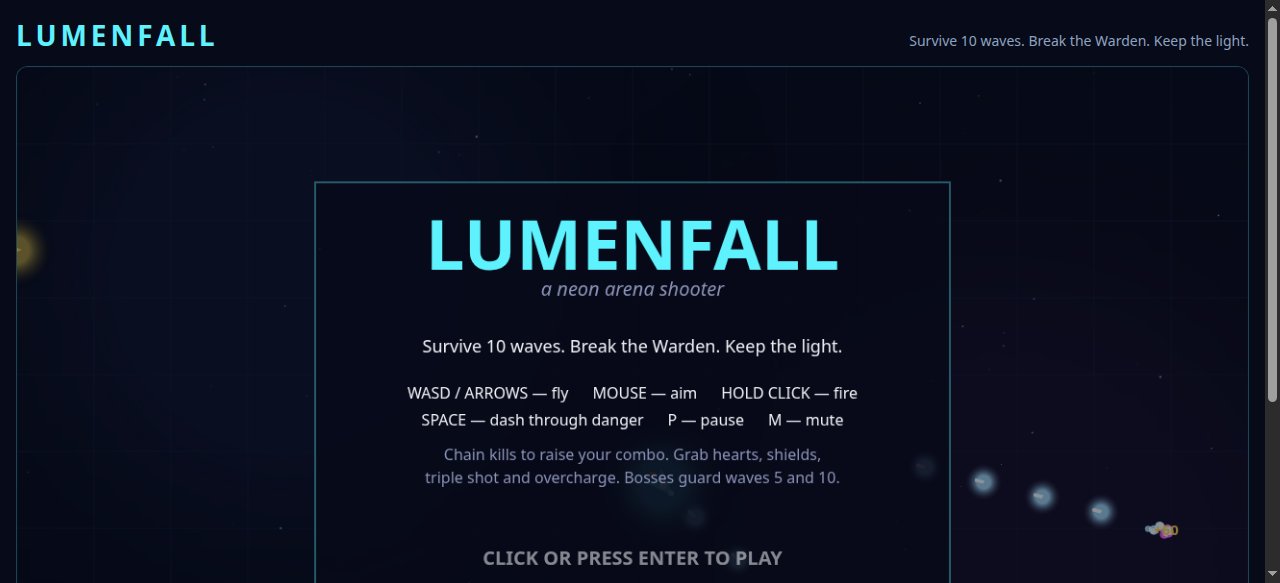 LUMENFALL
Survive 10 waves. Break the Warden. Keep the light.
LUMENFALL
a neon arena shooter
Survive 10 waves. Break the Warden. Keep the light.
WASD / ARROWS — fly MOUSE — aim HOLD CLICK — fire
SPACE — dash through danger P — pause M — mute
Chain kills to raise your combo. Grab hearts, shields,
triple shot and overcharge. Bosses guard waves 5 and 10.
CLICK OR PRESS ENTER TO PLAY